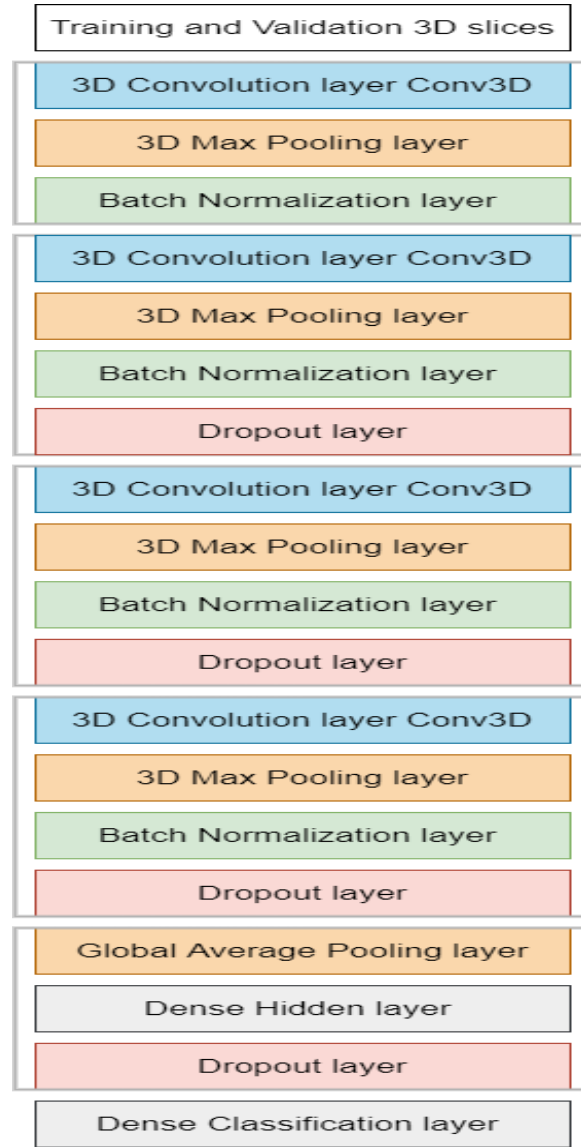 Training and Validation 3D slices
3D Convolution layer Conv3D
3D Max Pooling layer
Batch Normalization layer
3D Convolution layer Conv3D
3D Max Pooling layer
Batch Normalization layer
Dropout layer
3D Convolution layer Conv3D
3D Max Pooling layer
Batch Normalization layer
Dropout layer
3D Convolution layer Conv3D
3D Max Pooling layer
Batch Normalization layer
Dropout layer
Global Average Pooling layer
Dense Hidden layer
Dropout layer
Dense Classification layer